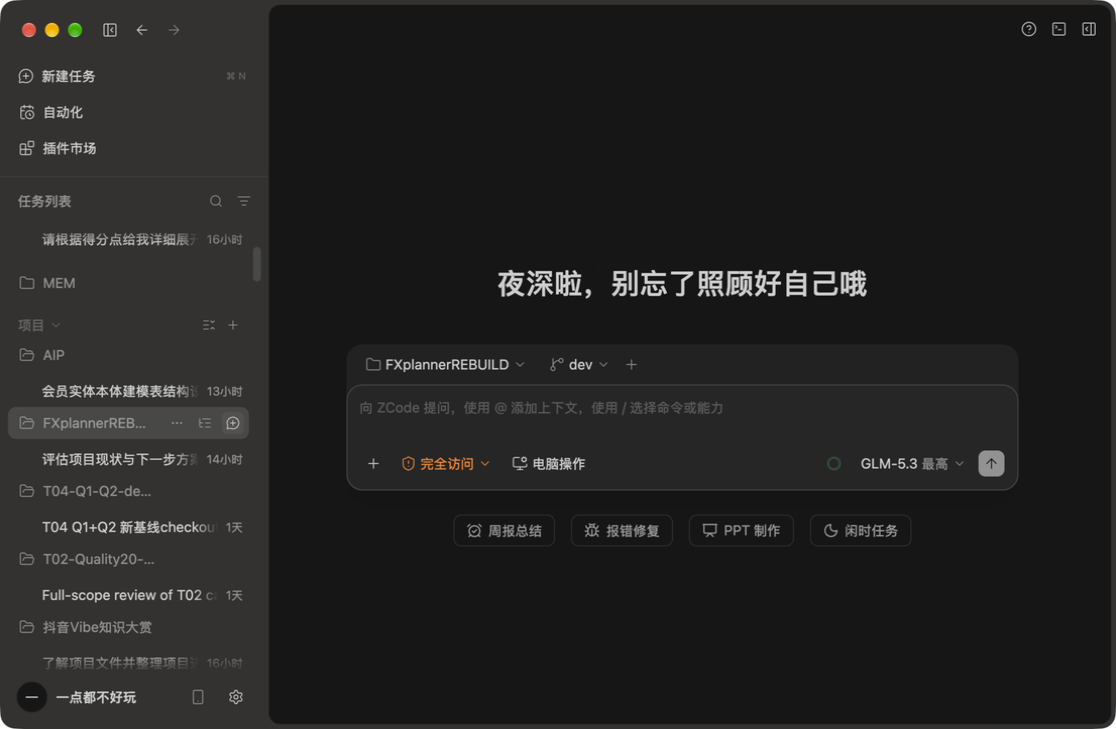 新建任务 ⌘ N
自动化
插件市场
任务列表
请根据得分点给我详细展 16小时
MEM
项目
AIP
会员实体本体建模表结构 13小时
FXplannerREB...
评估项目现状与下一步方 14小时
T04-Q1-Q2-de...
T04 Q1+Q2 新基线checkou 1天
T02-Quality20-...
Full-scope review of T02 c 1天
抖音Vibe知识大赏
了解项目文件并整理项目 16小时
一点都不好玩
夜深啦，别忘了照顾好自己哦
FXplannerREBUILD dev
向 ZCode 提问，使用 @ 添加上下文，使用 / 选择命令或能力
完全访问 电脑操作 GLM-5.3 最高
周报总结 报错修复 PPT 制作 闲时任务